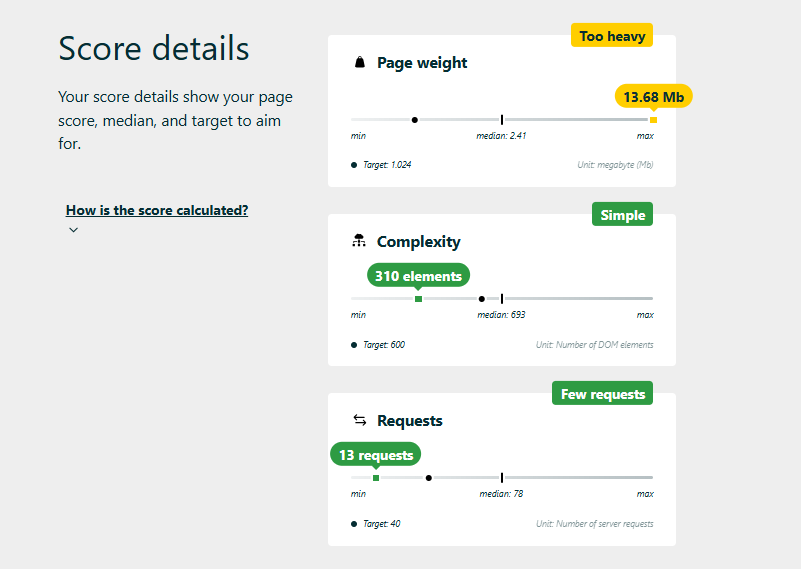 Score details
Your score details show your page
score, median, and target to aim
for.
How is the score calculated?
Too heavy
Page weight
13.68 Mb
min
median: 2.41
max
Target: 1.024
Unit: megabyte (Mb)
Simple
Complexity
310 elements
min
median: 693
max
Target: 600
Unit: Number of DOM elements
Few requests
Requests
13 requests
min
median: 78
max
Target: 40
Unit: Number of server requests